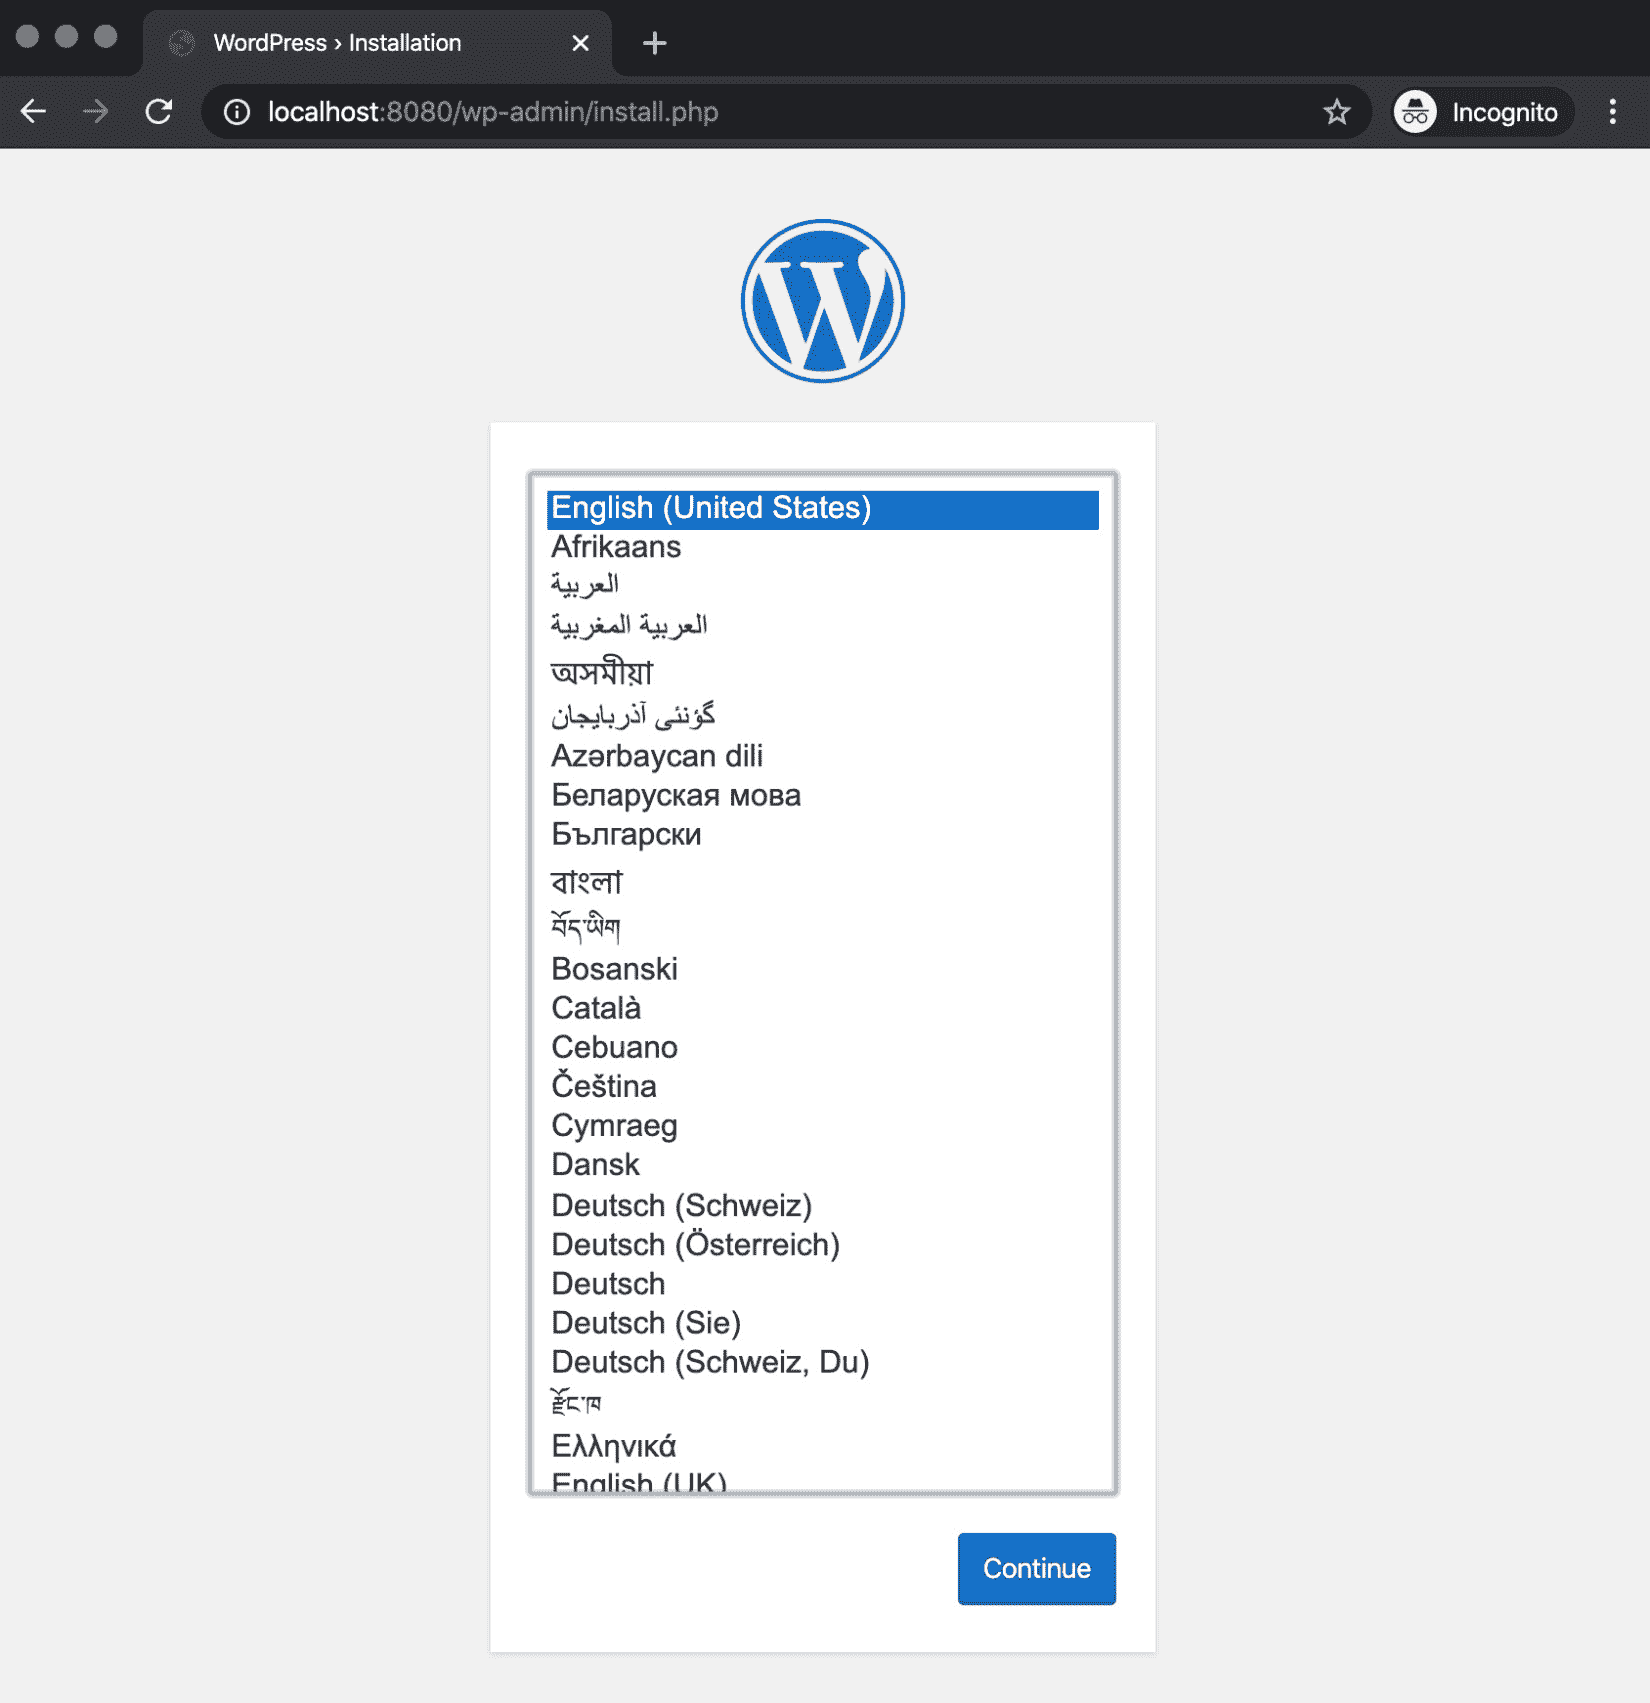 WordPress › Installation
localhost:8080/wp-admin/install.php
Incognito
English (United States)
Afrikaans
العربية
العربية المغربية
অসমীয়া
گؤنئی آذربایجان
Azərbaycan dili
Беларуская мова
Български
বাংলা
བོད་ཡིག
Bosanski
Català
Cebuano
Čeština
Cymraeg
Dansk
Deutsch (Schweiz)
Deutsch (Österreich)
Deutsch
Deutsch (Sie)
Deutsch (Schweiz, Du)
རྫོང་ཁ
Ελληνικά
English (UK)
Continue